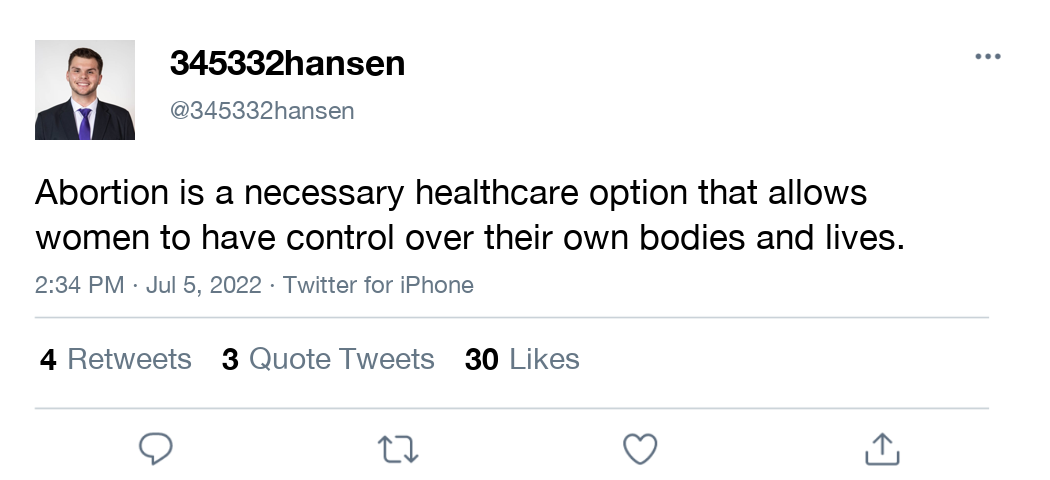 345332hansen
@345332hansen
Abortion is a necessary healthcare option that allows
women to have control over their own bodies and lives.
2:34 PM · Jul 5, 2022 · Twitter for iPhone
4 Retweets 3 Quote Tweets 30 Likes